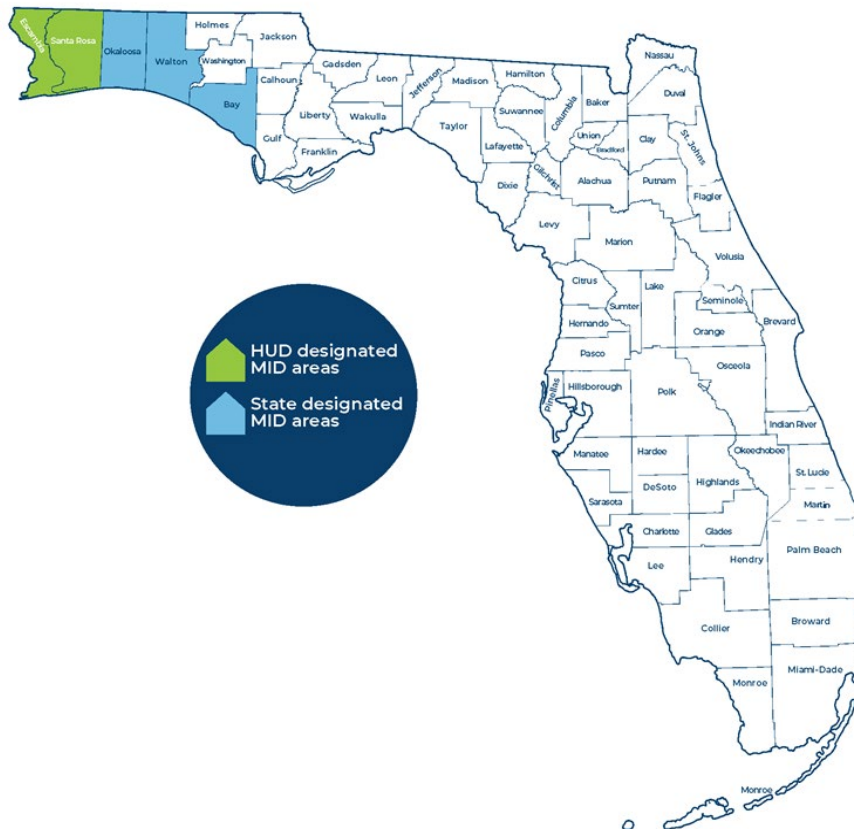 Escambia
Santa Rosa
Okaloosa
Walton
Holmes
Washington
Bay
Jackson
Calhoun
Gulf
Gadsden
Liberty
Franklin
Leon
Wakulla
Jefferson
Madison
Taylor
Hamilton
Suwannee
Lafayette
Dixie
Columbia
Gilchrist
Levy
Baker
Union
Bradford
Alachua
Nassau
Duval
Clay
St. Johns
Putnam
Flagler
Marion
Volusia
Citrus
Sumter
Lake
Seminole
Hernando
Orange
Brevard
Pasco
Osceola
Pinellas
Hillsborough
Polk
Indian River
Manatee
Hardee
Okeechobee
St. Lucie
Highlands
DeSoto
Sarasota
Martin
Charlotte
Glades
Lee
Hendry
Palm Beach
Broward
Collier
Miami-Dade
Monroe
Monroe
HUD designated
MID areas
State designated
MID areas